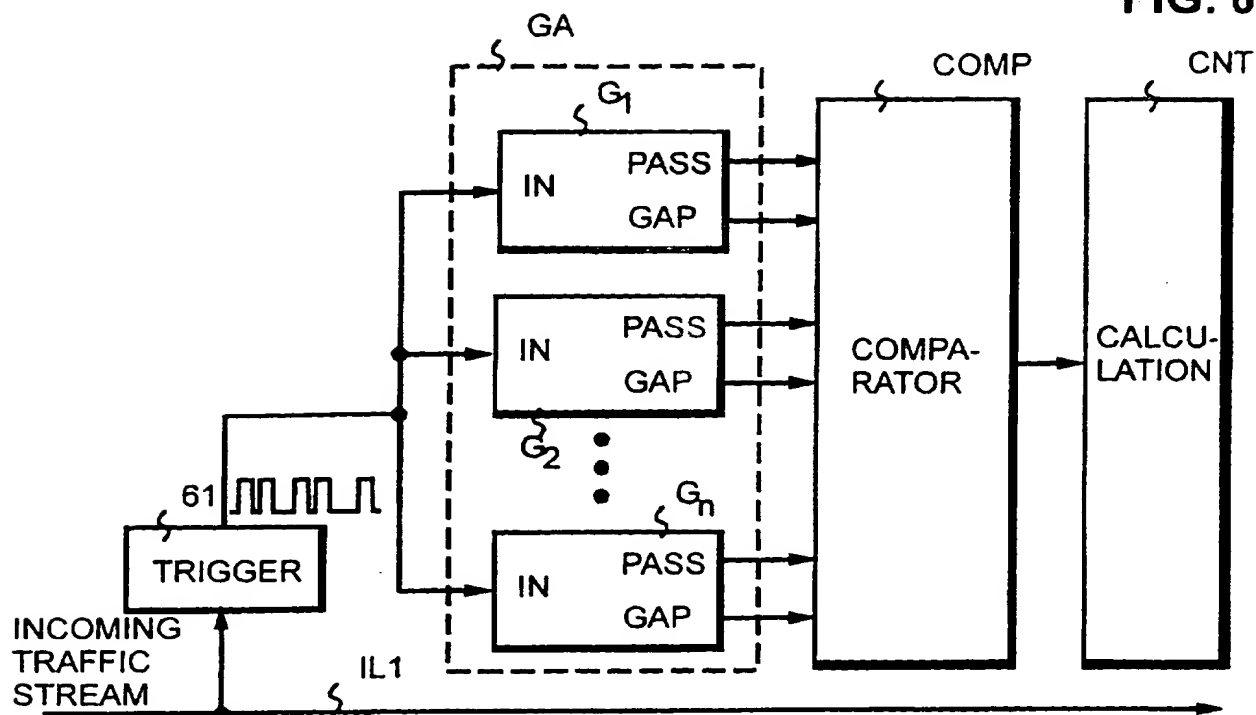 FIG.
GA
COMP
CNT
G1
IN
PASS
GAP
IN
PASS
GAP
G2
COMPA-
RATOR
CALCU-
LATION
61
Gn
TRIGGER
IN
PASS
GAP
INCOMING
TRAFFIC
STREAM
IL1